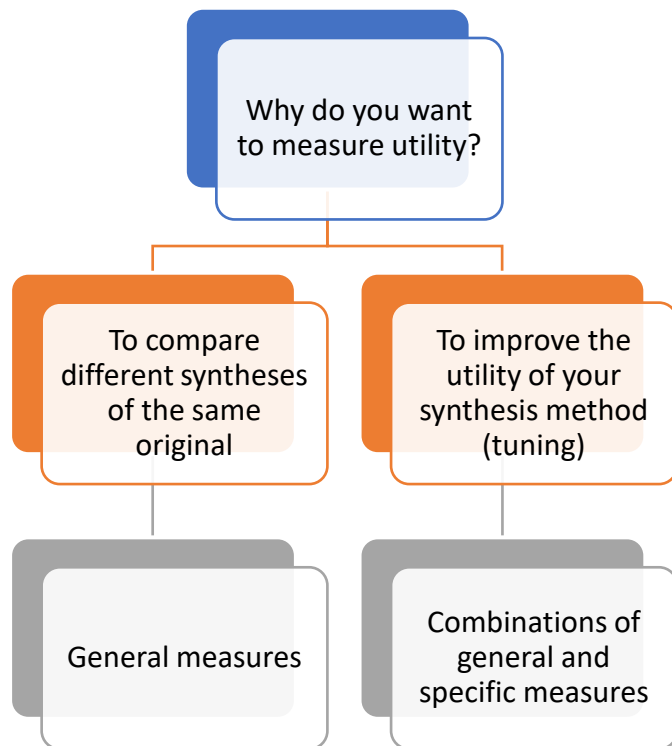 Why do you want
to measure utility?
To compare
different syntheses
of the same
original
To improve the
utility of your
synthesis method
(tuning)
General measures
Combinations of
general and
specific measures